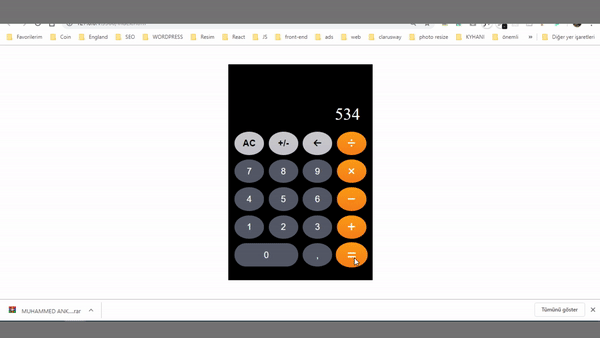 Favorilerim Coin England SEO WORDPRESS Resim React JS front-end ads web clarusway photo resize KYHANİ önemli » Diğer yer işaretleri
534
AC +/- ← ÷
7 8 9 ×
4 5 6 −
1 2 3 +
0 , =
MUHAMMED ANK....rar Tümünü göster